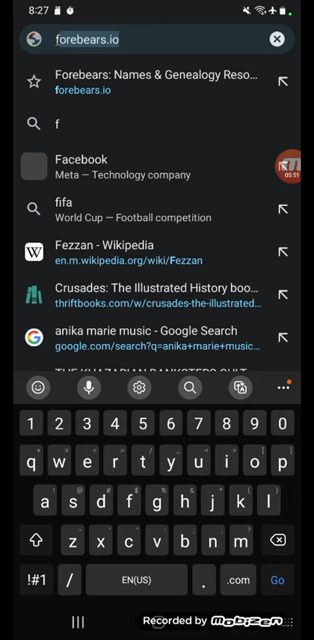 8:27
forebears.io
Forebears: Names & Genealogy Reso...
forebears.io
f
Facebook
Meta — Technology company
05:51
fifa
World Cup — Football competition
W
Fezzan - Wikipedia
en.m.wikipedia.org/wiki/Fezzan
Crusades: The Illustrated History boo...
thriftbooks.com/w/crusades-the-illustrated...
G
anika marie music - Google Search
google.com/search?q=anika+marie+music...
1 2 3 4 5 6 7 8 9 0
q w e r t y u i o p
a s d f g h j k l
z x c v b n m
!#1 / EN(US) . .com Go
Recorded by mobizen